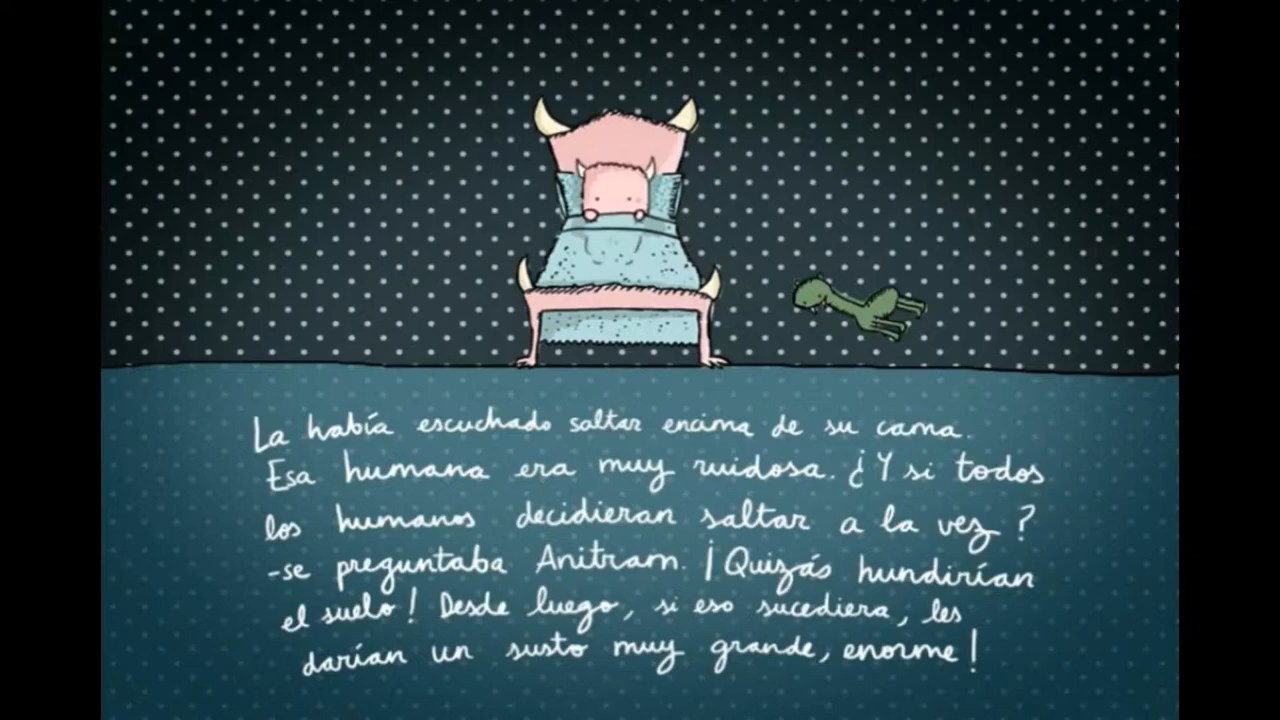 La había escuchado saltar encima de su cama.
Esa humana era muy ruidosa. ¿Y si todos
los humanos decidieran saltar a la vez?
-se preguntaba Anitram. ¡Quizás hundirían
el suelo! Desde luego, si eso sucediera, les
darían un susto muy grande, enorme!